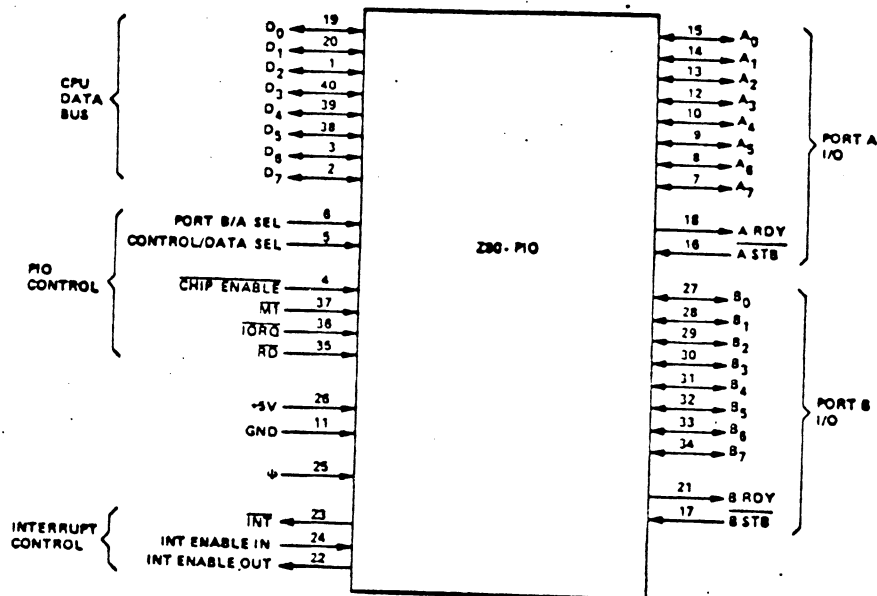 CPU
DATA
BUS
D0 19
D1 20
D2 1
D3 40
D4 39
D5 38
D6 3
D7 2
PIO
CONTROL
PORT B/A SEL 6
CONTROL/DATA SEL 5
CHIP ENABLE 4
M1 37
IORQ 36
RD 35
+5V 26
GND 11
Φ 25
INTERRUPT
CONTROL
INT 23
INT ENABLE IN 24
INT ENABLE OUT 22
Z80-PIO
15 A0
14 A1
13 A2
12 A3
10 A4
9 A5
8 A6
7 A7
18 A RDY
16 A STB
PORT A
I/O
27 B0
28 B1
29 B2
30 B3
31 B4
32 B5
33 B6
34 B7
21 B RDY
17 B STB
PORT B
I/O